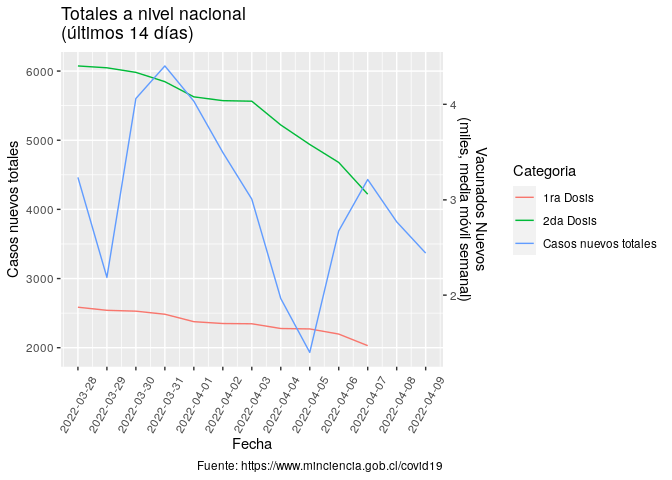 Totales a nivel nacional
(últimos 14 días)
Casos nuevos totales
6000
5000
4000
3000
2000
4
3
2
Vacunados Nuevos
(miles, media móvil semanal)
2022-03-28
2022-03-29
2022-03-30
2022-03-31
2022-04-01
2022-04-02
2022-04-03
2022-04-04
2022-04-05
2022-04-06
2022-04-07
2022-04-08
2022-04-09
Fecha
Categoria
1ra Dosis
2da Dosis
Casos nuevos totales
Fuente: https://www.minciencia.gob.cl/covid19